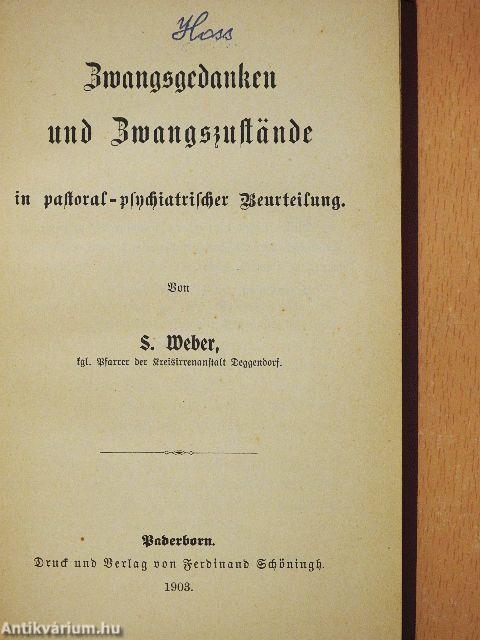 Hoss
Zwangsgedanken
und Zwangszustände
in pastoral-psychiatrischer Beurteilung.
Von
S. Weber,
kgl. Pfarrer der Kreisirrenanstalt Deggendorf.
Paderborn.
Druck und Verlag von Ferdinand Schöningh.
1903.
Antikvárium.hu